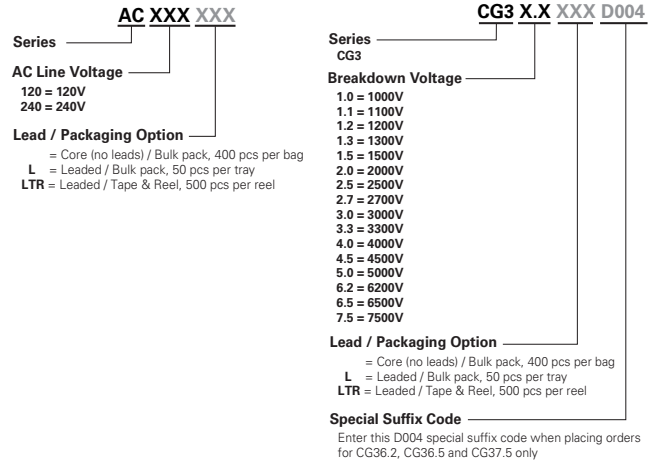 AC XXX XXX
Series
AC Line Voltage
120 = 120V
240 = 240V
Lead / Packaging Option
= Core (no leads) / Bulk pack, 400 pcs per bag
L = Leaded / Bulk pack, 50 pcs per tray
LTR = Leaded / Tape & Reel, 500 pcs per reel
CG3 X.X XXX D004
Series
CG3
Breakdown Voltage
1.0 = 1000V
1.1 = 1100V
1.2 = 1200V
1.3 = 1300V
1.5 = 1500V
2.0 = 2000V
2.5 = 2500V
2.7 = 2700V
3.0 = 3000V
3.3 = 3300V
4.0 = 4000V
4.5 = 4500V
5.0 = 5000V
6.2 = 6200V
6.5 = 6500V
7.5 = 7500V
Lead / Packaging Option
= Core (no leads) / Bulk pack, 400 pcs per bag
L = Leaded / Bulk pack, 50 pcs per tray
LTR = Leaded / Tape & Reel, 500 pcs per reel
Special Suffix Code
Enter this D004 special suffix code when placing orders
for CG36.2, CG36.5 and CG37.5 only